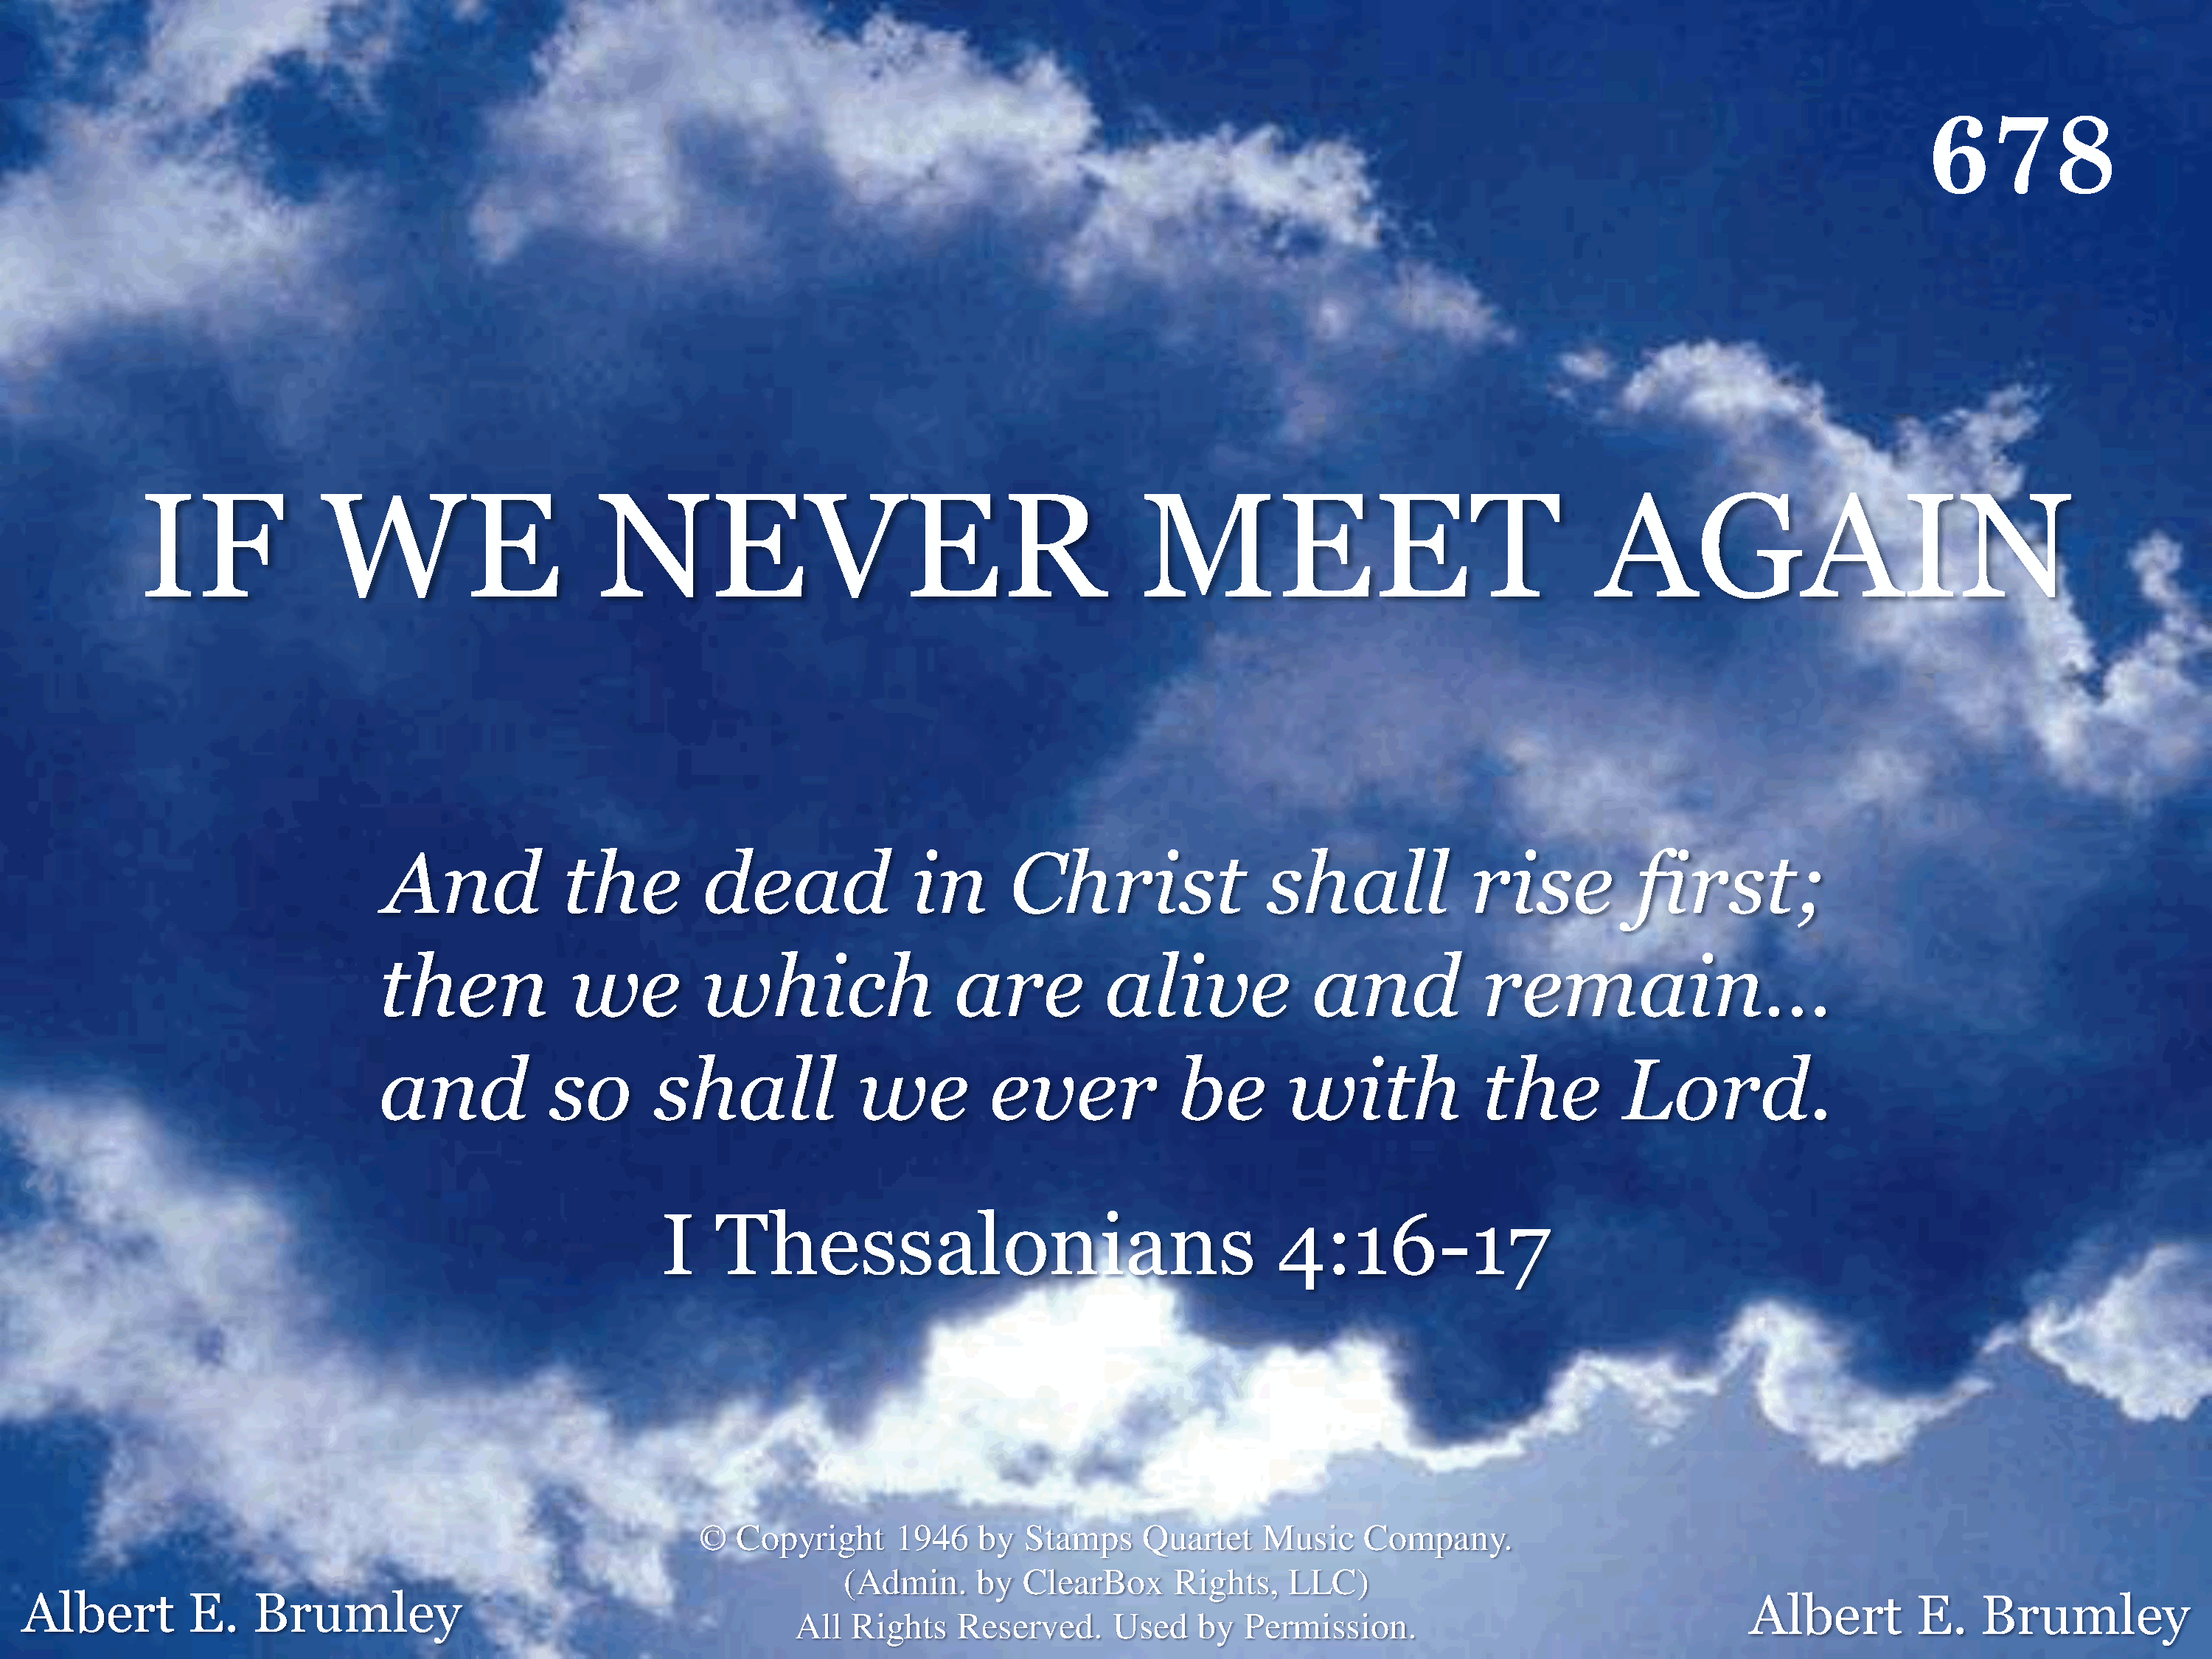 678
IF WE NEVER MEET AGAIN
And the dead in Christ shall rise first;
then we which are alive and remain…
and so shall we ever be with the Lord.
I Thessalonians 4:16-17
© Copyright 1946 by Stamps Quartet Music Company.
(Admin. by ClearBox Rights, LLC)
All Rights Reserved. Used by Permission.
Albert E. Brumley
Albert E. Brumley